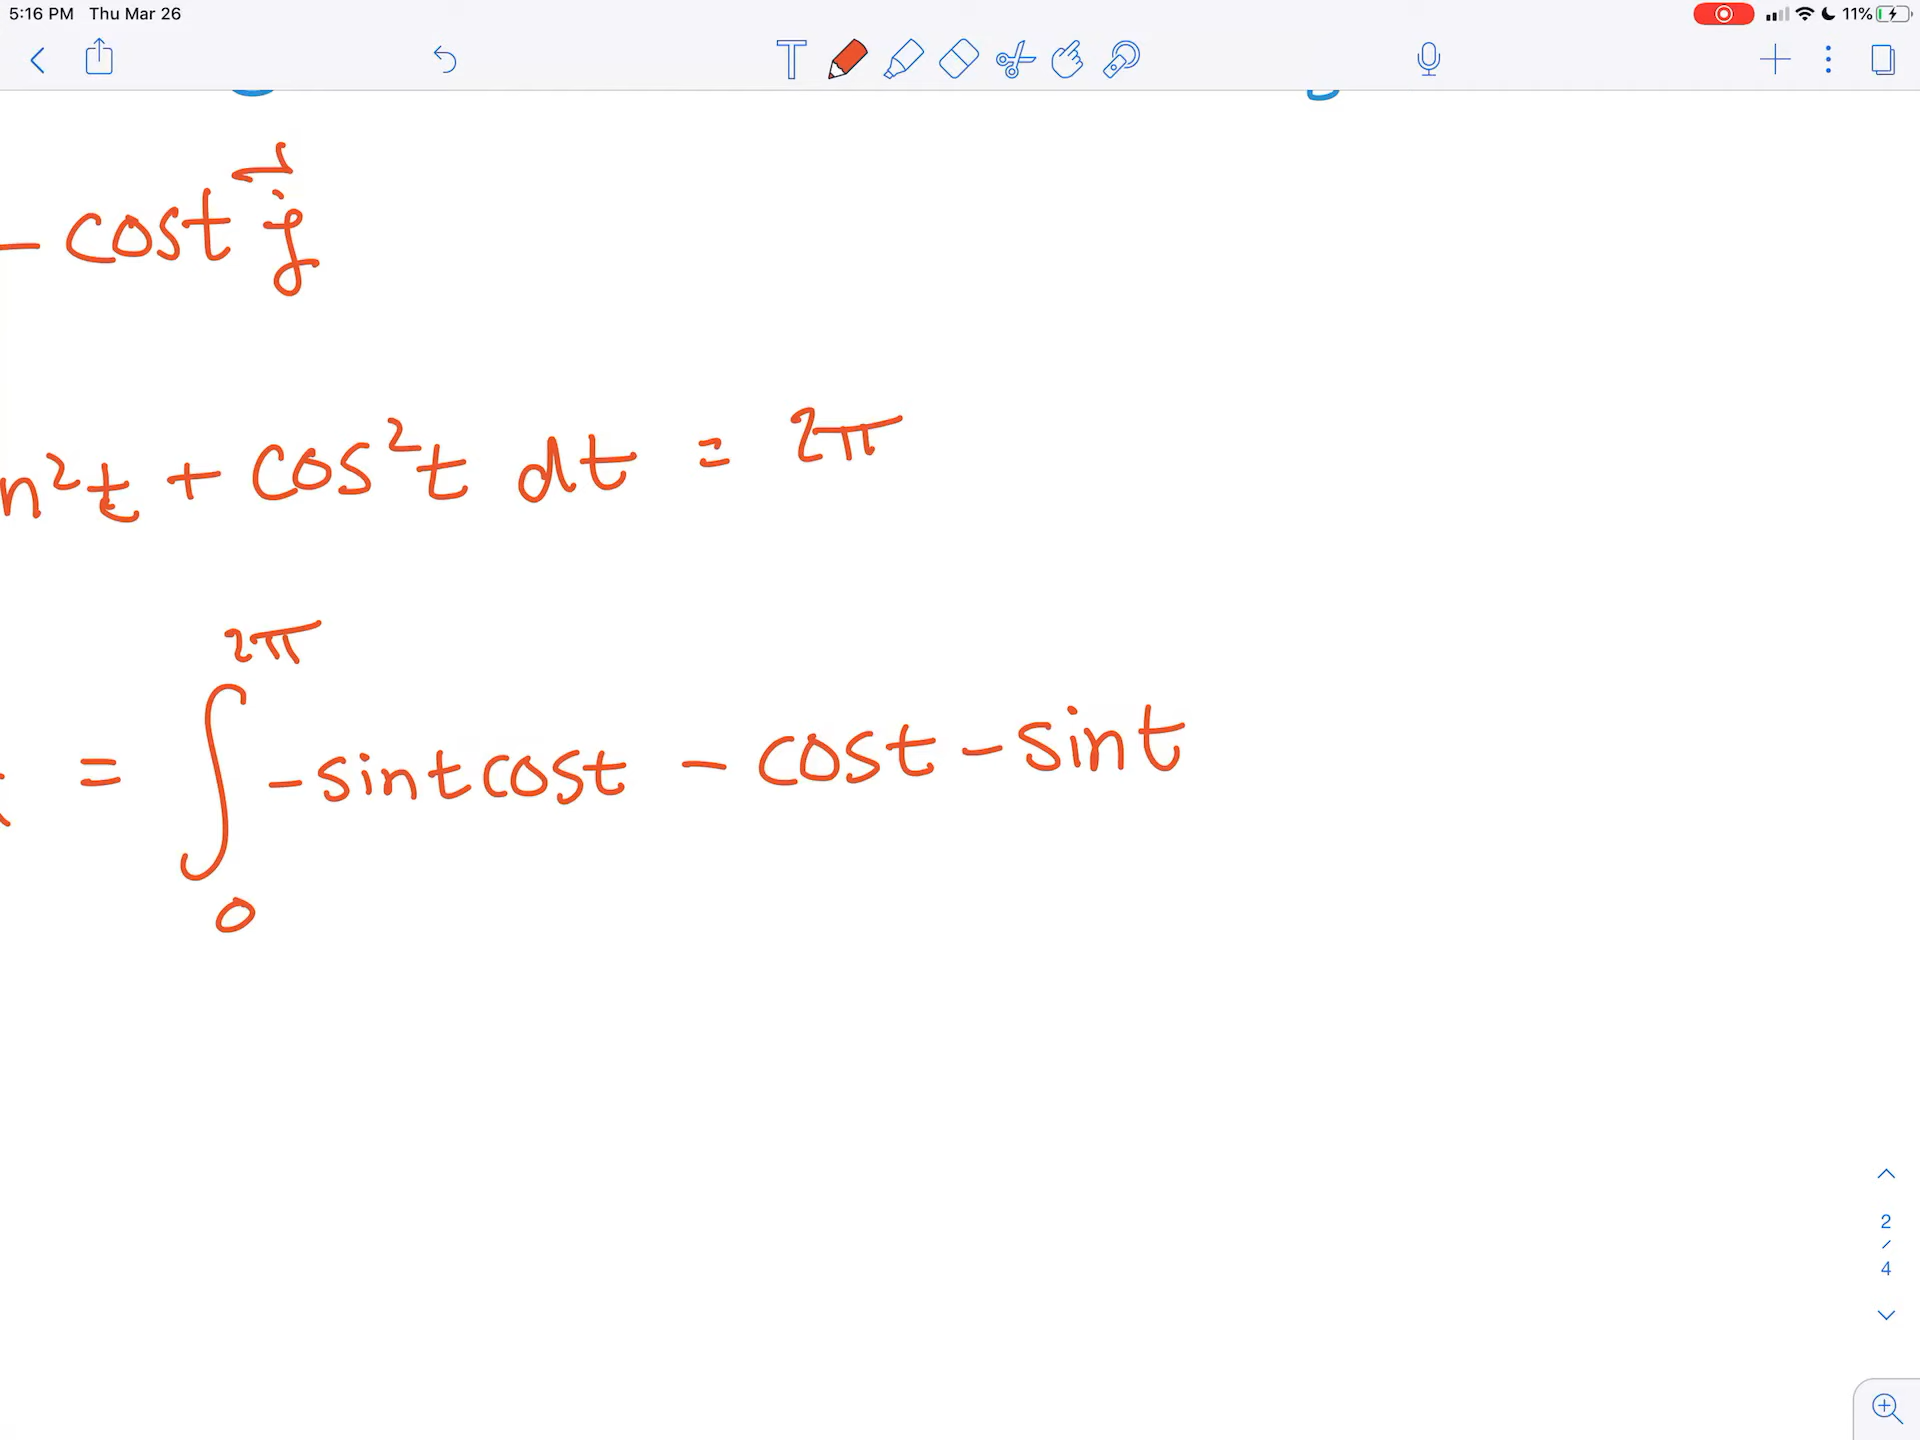 5:16 PM Thu Mar 26 11%
- cost j
n²t + cos²t dt = 2π
2π
= ∫ -sintcost - cost - sint
0
2
/
4